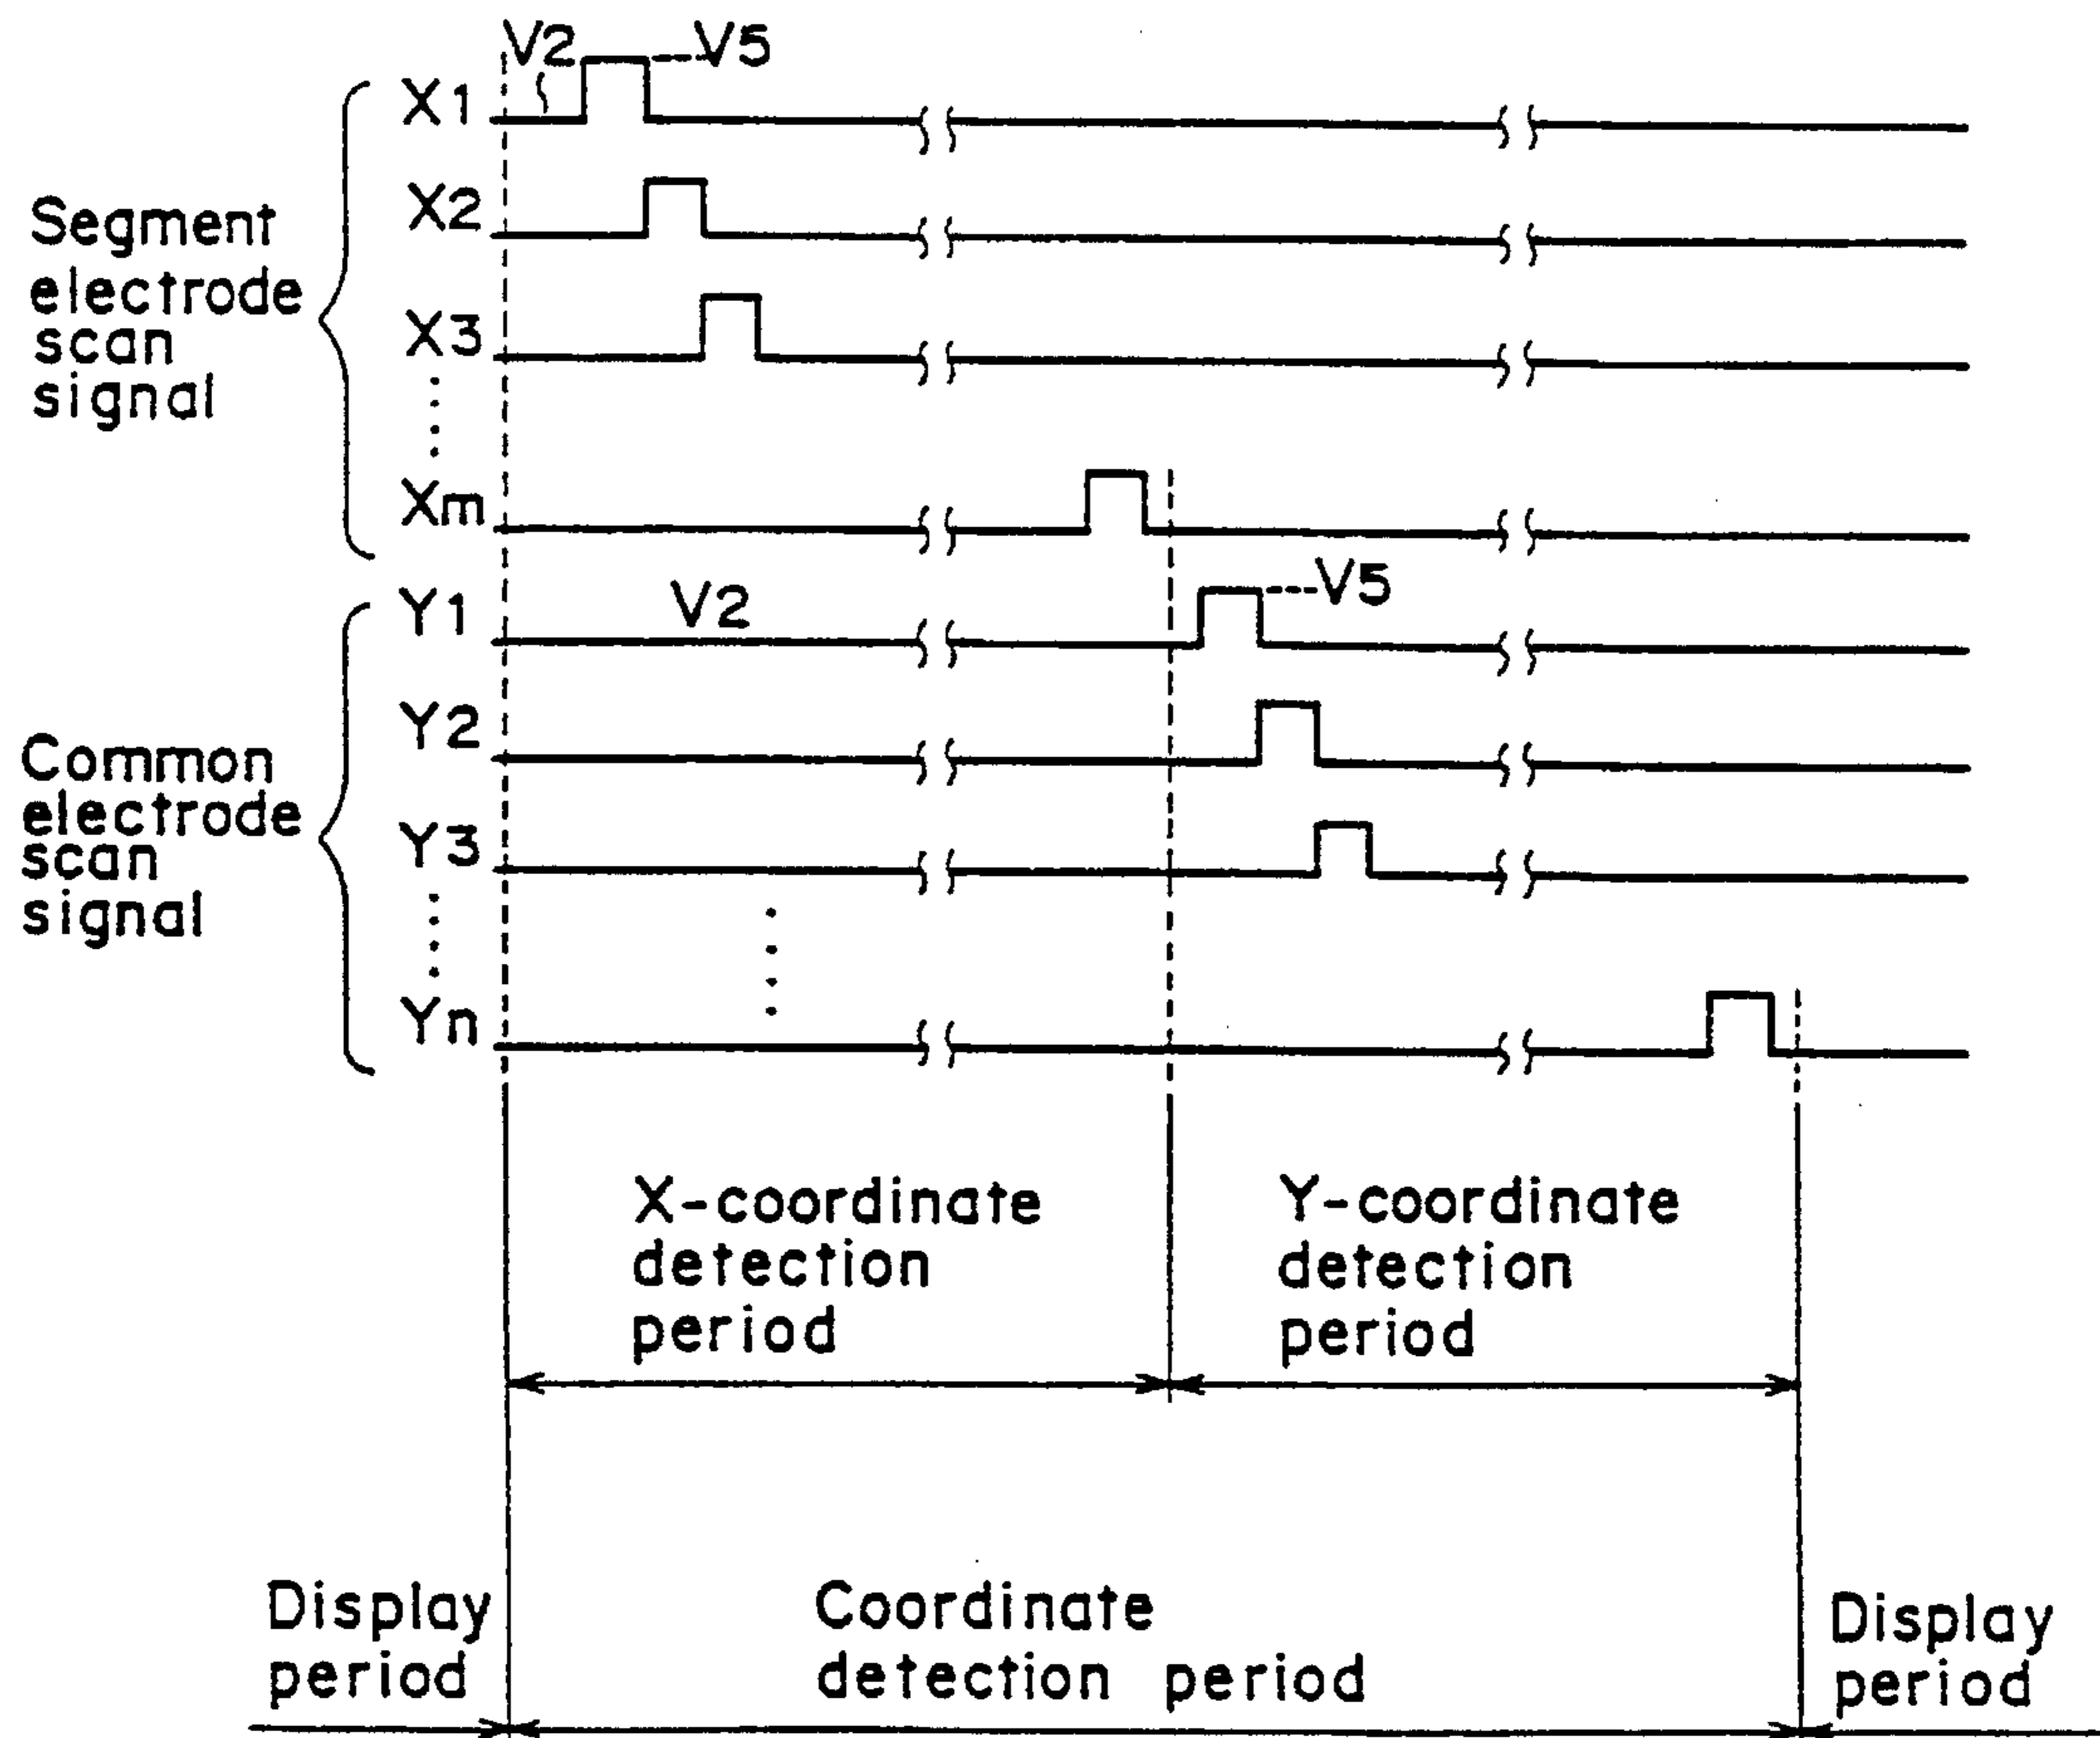 V2
V5
X1
X2
X3
Xm
Segment
electrode
scan
signal
Y1
V2
V5
Y2
Y3
Yn
Common
electrode
scan
signal
X-coordinate
detection
period
Y-coordinate
detection
period
Display
period
Coordinate
detection period
Display
period